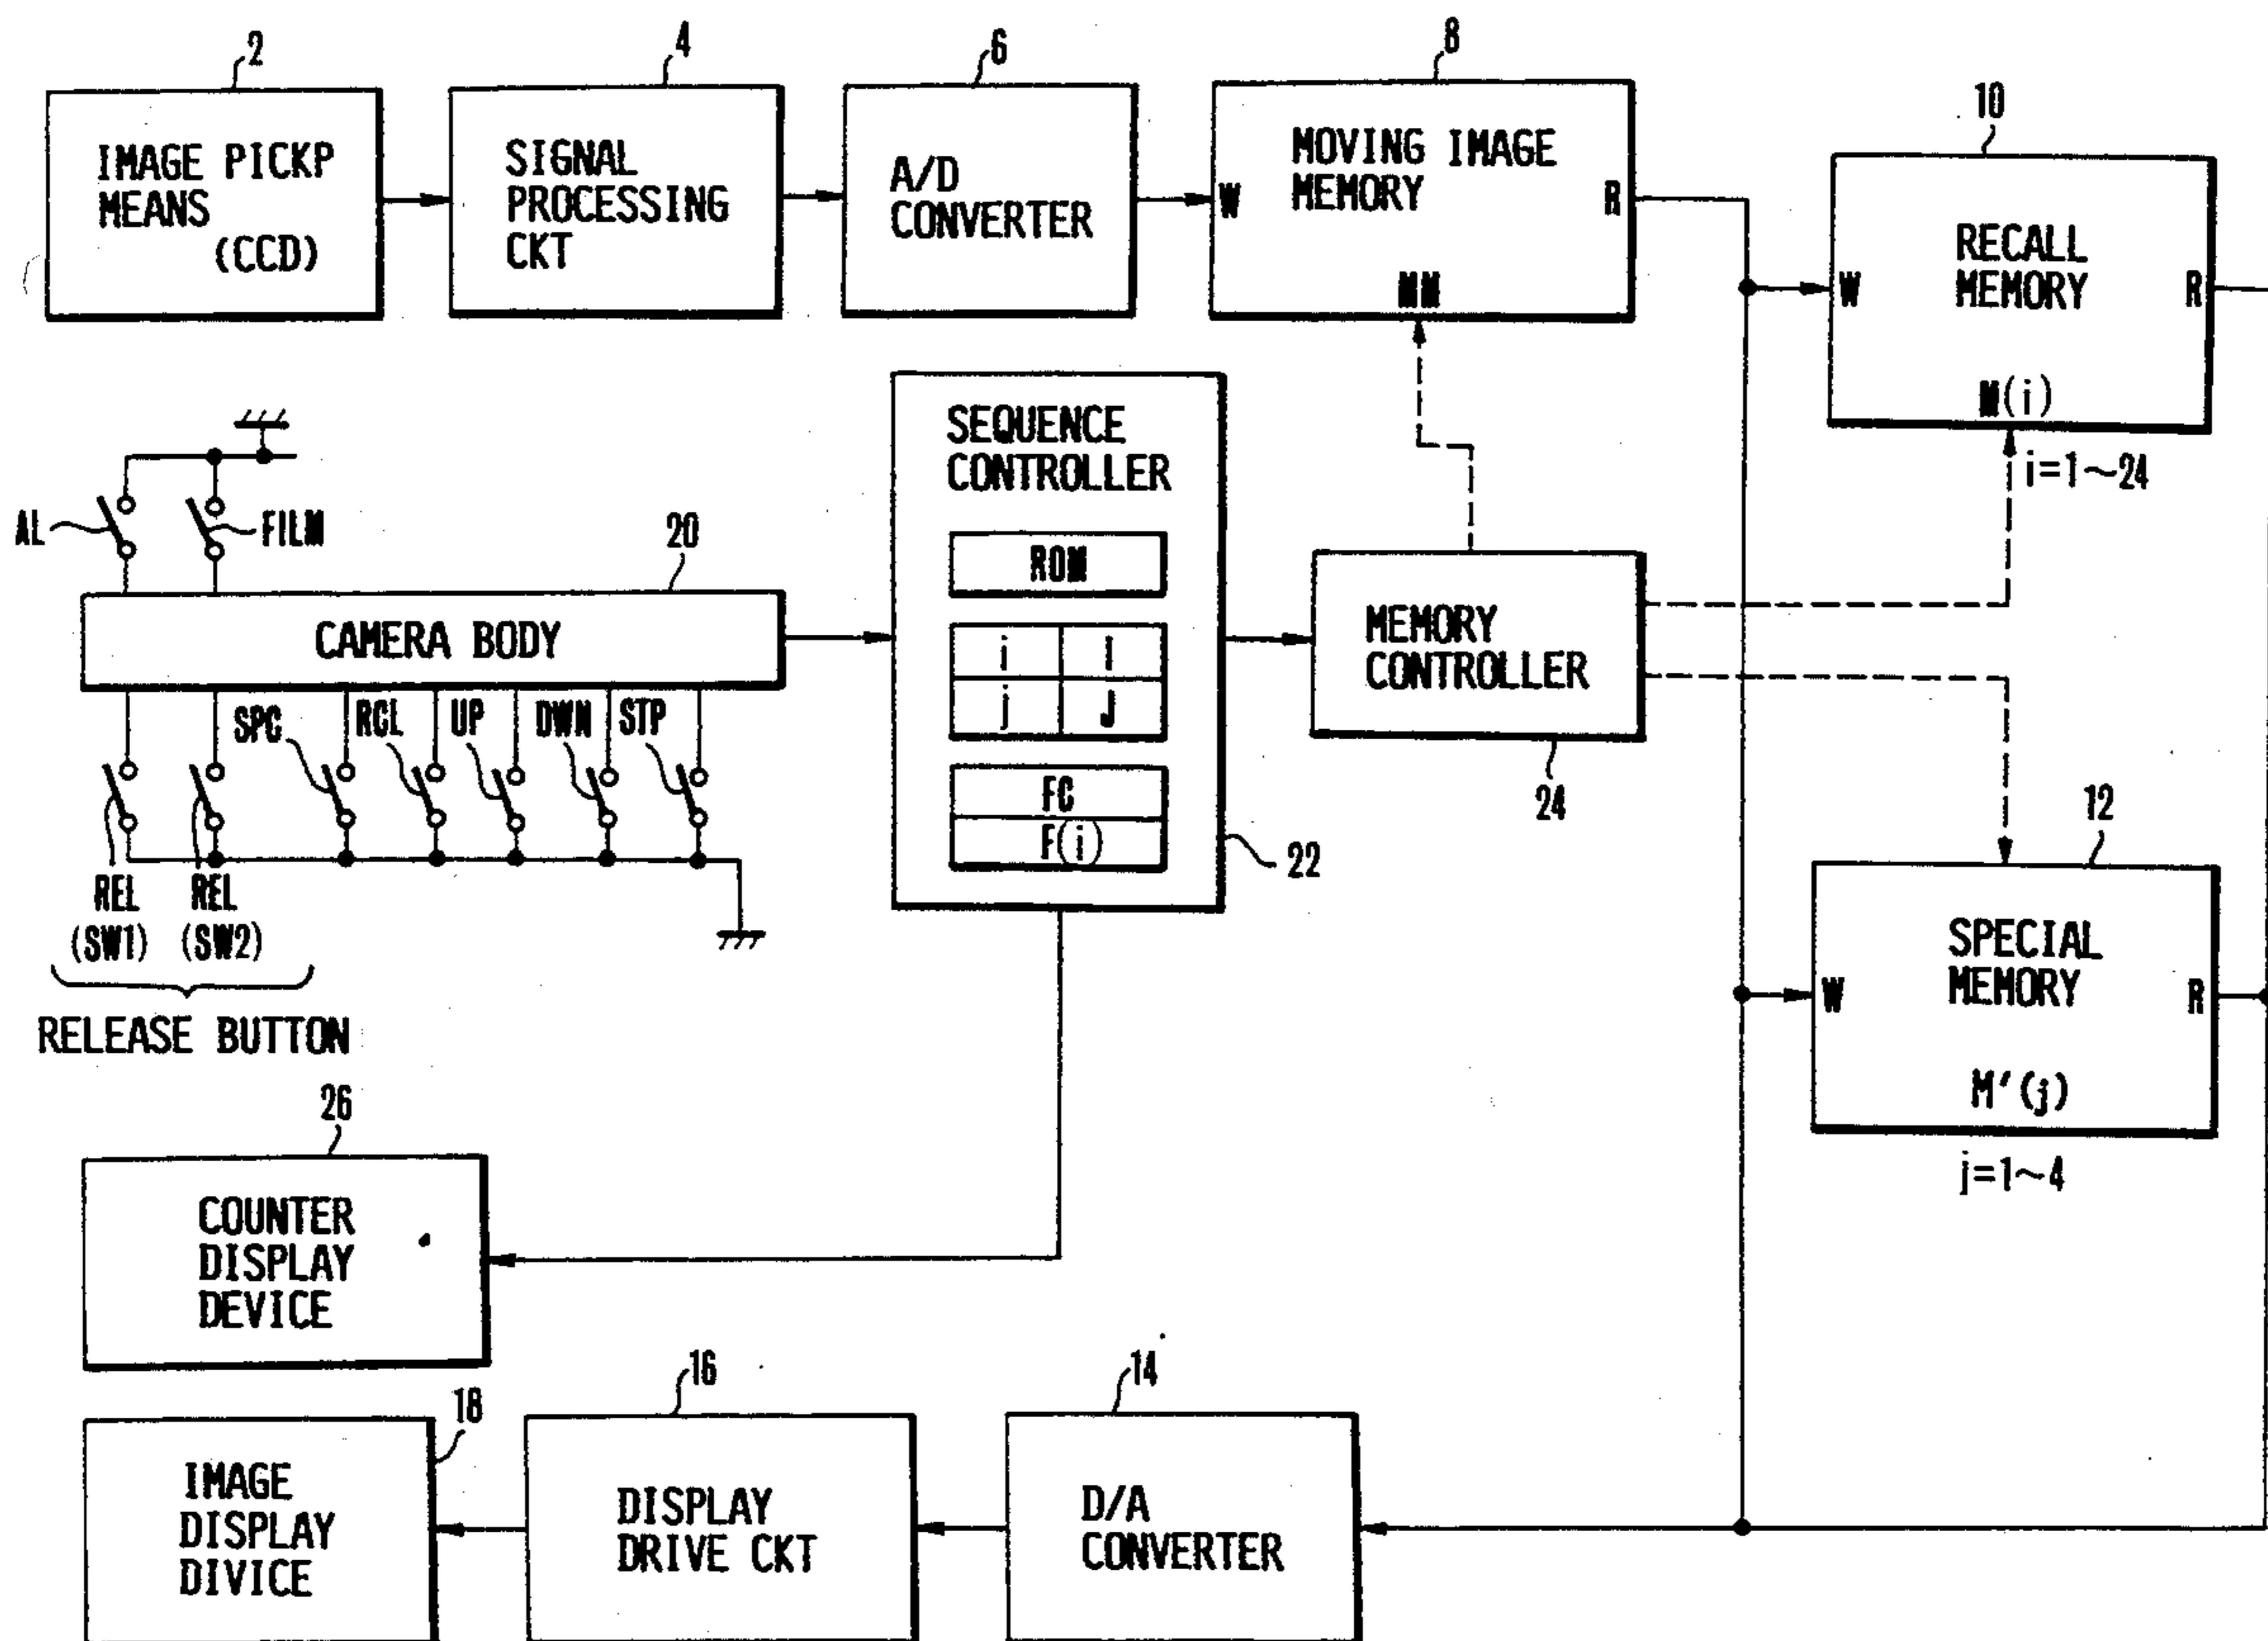 2
4
6
8
10
IMAGE PICKP
MEANS
(CCD)
SIGNAL
PROCESSING
CKT
A/D
CONVERTER
MOVING IMAGE
MEMORY
W
R
MM
RECALL
MEMORY
W
R
M(i)
i=1~24
AL
FILM
20
CAMERA BODY
SEQUENCE
CONTROLLER
ROM
i
I
j
J
FC
F(i)
22
MEMORY
CONTROLLER
24
SPC
RCL
UP
DWN
STP
REL
(SW1)
REL
(SW2)
RELEASE BUTTON
12
SPECIAL
MEMORY
W
R
M'(j)
j=1~4
26
COUNTER
DISPLAY
DEVICE
18
IMAGE
DISPLAY
DIVICE
16
DISPLAY
DRIVE CKT
14
D/A
CONVERTER